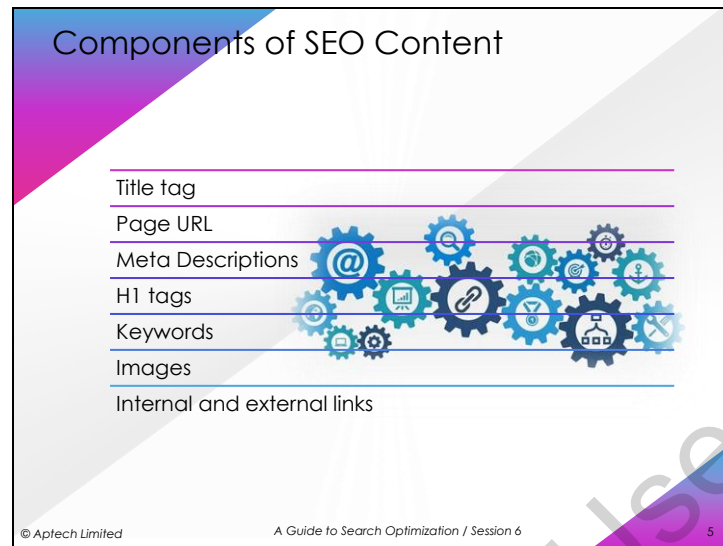 Components of SEO Content
Title tag
Page URL
Meta Descriptions
H1 tags
Keywords
Images
Internal and external links
© Aptech Limited
A Guide to Search Optimization / Session 6
5
Use